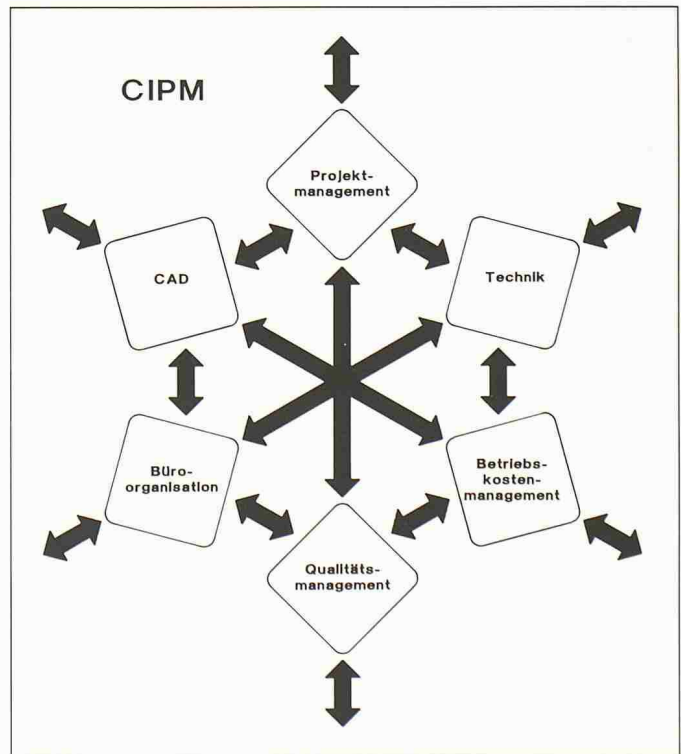 CIPM
Projekt-
management
CAD
Technik
Büro-
organisation
Betriebs-
kosten-
management
Qualitäts-
management